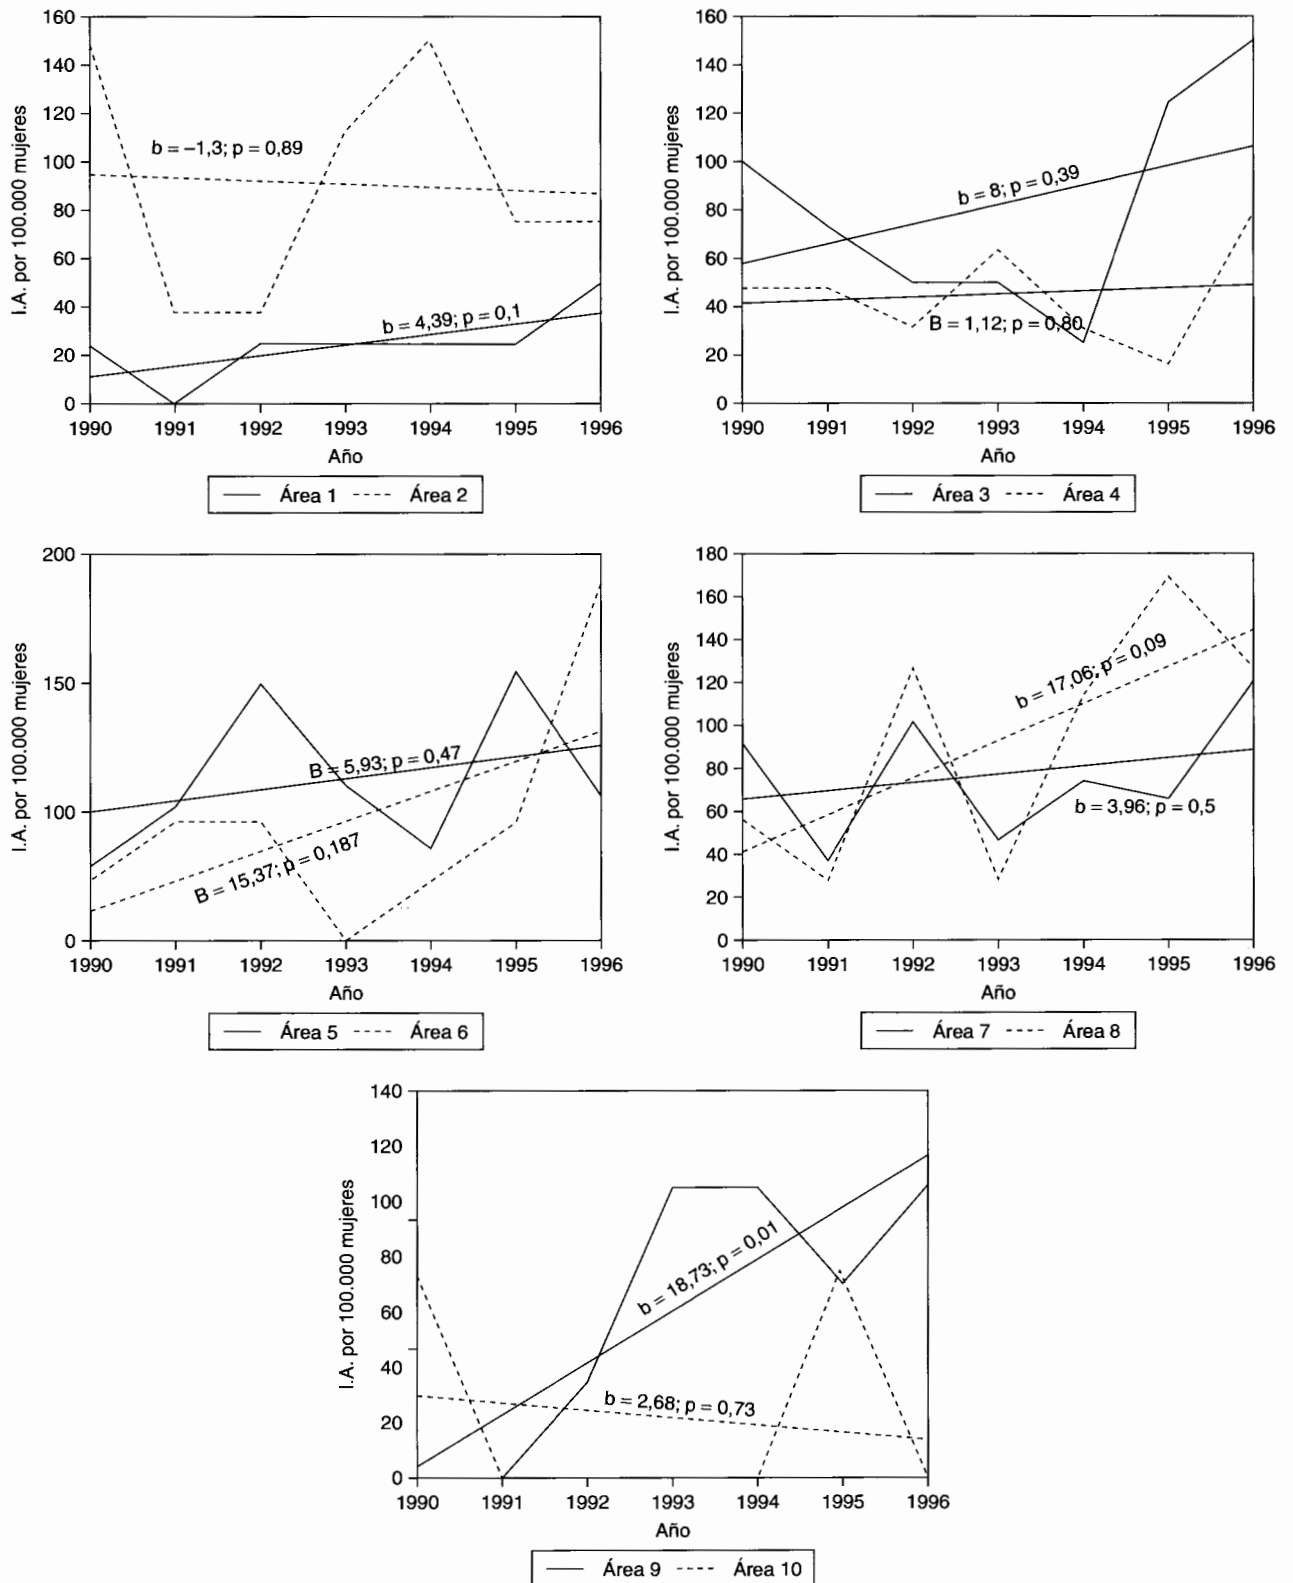 160
140
120
100
80
60
40
20
0
I.A. por 100.000 mujeres
b = –1,3; p = 0,89
b = 4,39; p = 0,1
1990 1991 1992 1993 1994 1995 1996
Año
Área 1 Área 2
160
140
120
100
80
60
40
20
0
I.A. por 100.000 mujeres
b = 8; p = 0,39
B = 1,12; p = 0,80
1990 1991 1992 1993 1994 1995 1996
Año
Área 3 Área 4
200
150
100
0
I.A. por 100.000 mujeres
B = 5,93; p = 0,47
B = 15,37; p = 0,187
1990 1991 1992 1993 1994 1995 1996
Año
Área 5 Área 6
180
160
140
120
100
80
60
40
20
0
I.A. por 100.000 mujeres
b = 17,06; p = 0,09
b = 3,96; p = 0,5
1990 1991 1992 1993 1994 1995 1996
Año
Área 7 Área 8
140
120
100
80
60
40
20
0
I.A. por 100.000 mujeres
b = 18,73; p = 0,01
b = 2,68; p = 0,73
1990 1991 1992 1993 1994 1995 1996
Año
Área 9 Área 10